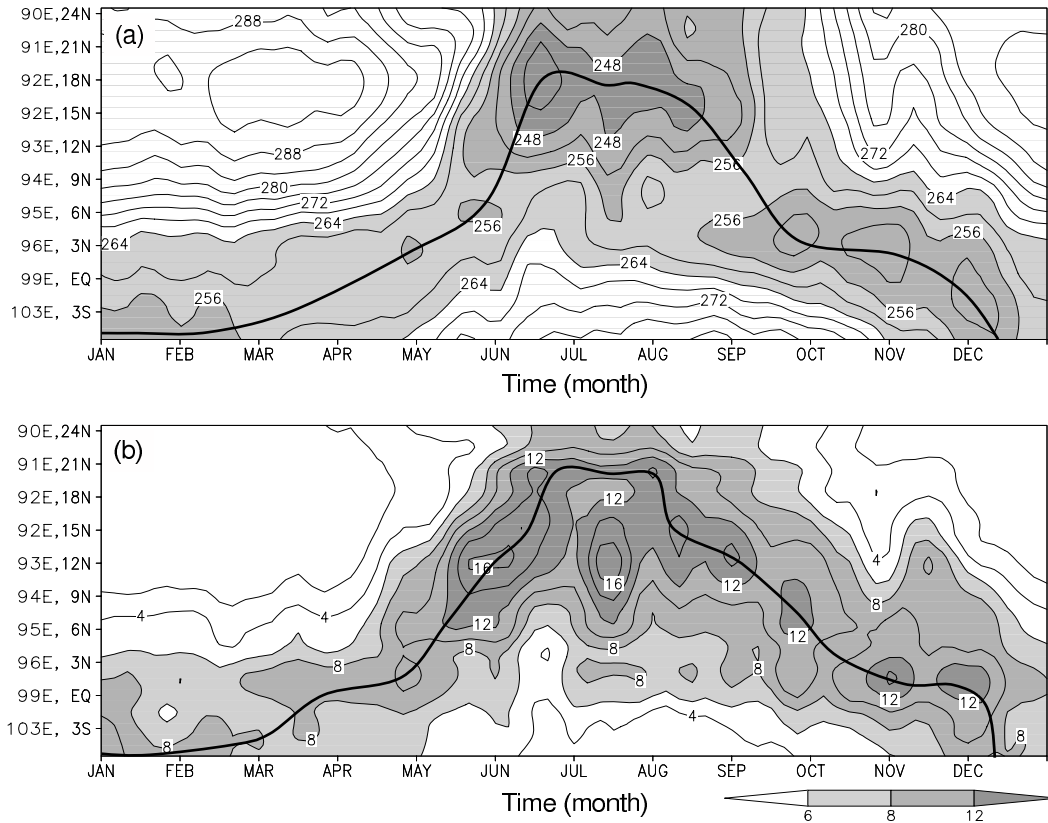 (a)
90E,24N
91E,21N
92E,18N
92E,15N
93E,12N
94E, 9N
95E, 6N
96E, 3N
99E, EQ
103E, 3S
288
280
248
248
248
288
272
256
256
280
264
272
264
256
256
256
264
256
264
264
256
272
256
JAN FEB MAR APR MAY JUN JUL AUG SEP OCT NOV DEC
Time (month)
(b)
90E,24N
91E,21N
92E,18N
92E,15N
93E,12N
94E, 9N
95E, 6N
96E, 3N
99E, EQ
103E, 3S
12
12
4
16
16
12
8
4
4
12
12
8
8
8
8
8
12
12
4
8
8
8
JAN FEB MAR APR MAY JUN JUL AUG SEP OCT NOV DEC
Time (month)
6 8 12